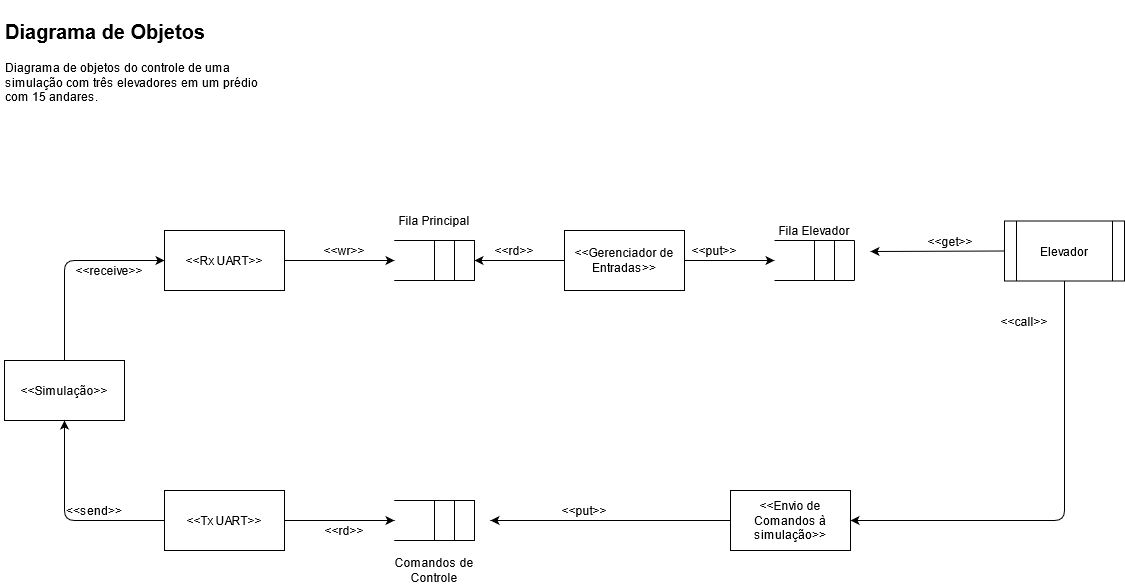 Diagrama de Objetos
Diagrama de objetos do controle de uma
simulação com três elevadores em um prédio
com 15 andares.
Fila Principal
Fila Elevador
<<Rx UART>>
<<wr>>
<<rd>>
<<Gerenciador de
Entradas>>
<<put>>
<<get>>
Elevador
<<receive>>
<<call>>
<<Simulação>>
<<send>>
<<Tx UART>>
<<rd>>
<<put>>
<<Envio de
Comandos à
simulação>>
Comandos de
Controle